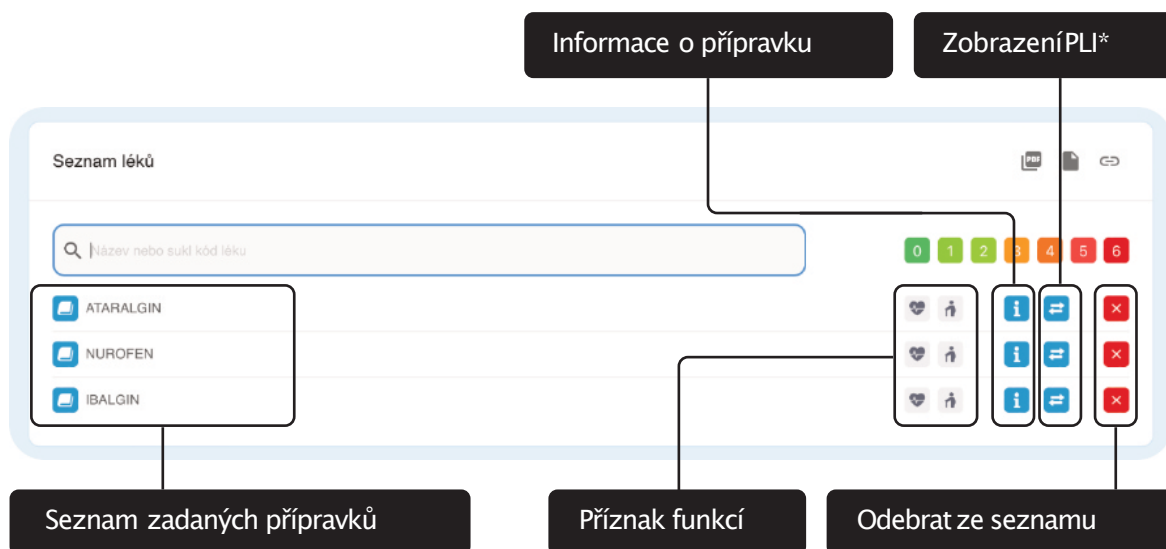 Informace o přípravku
Zobrazení PLI*
Seznam léků
PDF
Název nebo sukl kód léku
0 1 2 3 4 5 6
ATARALGIN
NUROFEN
IBALGIN
Seznam zadaných přípravků
Příznak funkcí
Odebrat ze seznamu